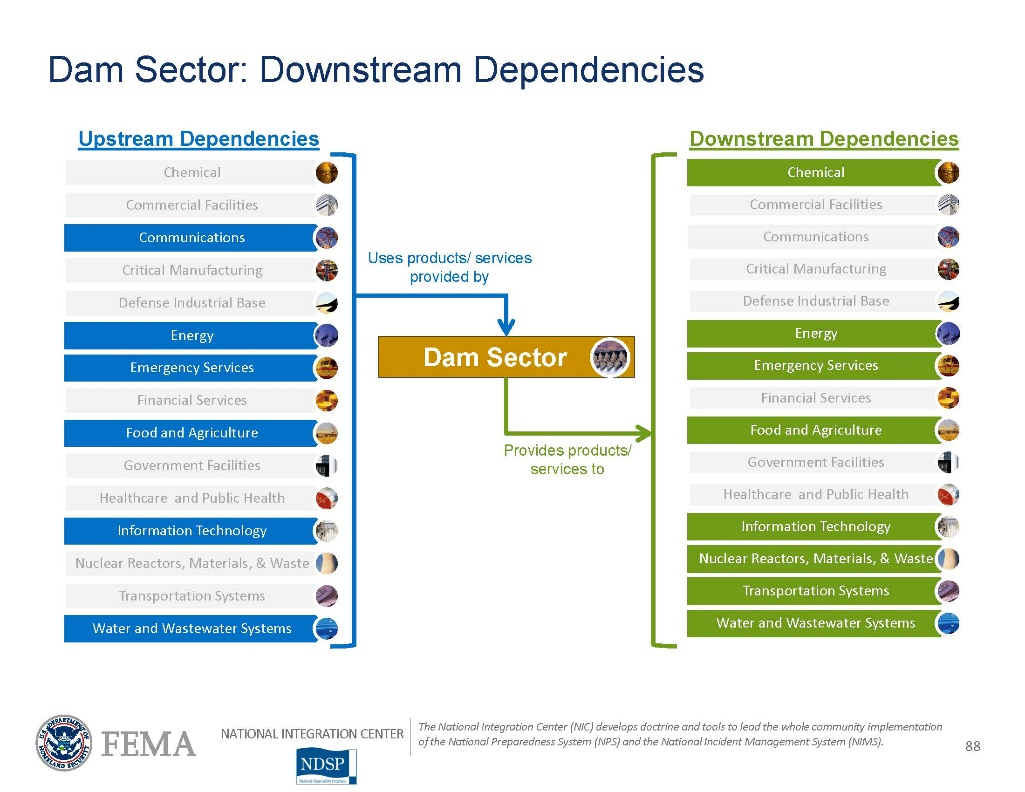 Dam Sector: Downstream Dependencies
Upstream Dependencies
Chemical
Commercial Facilities
Communications
Critical Manufacturing
Defense Industrial Base
Energy
Emergency Services
Financial Services
Food and Agriculture
Government Facilities
Healthcare and Public Health
Information Technology
Nuclear Reactors, Materials, & Waste
Transportation Systems
Water and Wastewater Systems
Uses products/ services
provided by
Dam Sector
Provides products/
services to
Downstream Dependencies
Chemical
Commercial Facilities
Communications
Critical Manufacturing
Defense Industrial Base
Energy
Emergency Services
Financial Services
Food and Agriculture
Government Facilities
Healthcare and Public Health
Information Technology
Nuclear Reactors, Materials, & Waste
Transportation Systems
Water and Wastewater Systems
FEMA
NATIONAL INTEGRATION CENTER
NDSP
The National Integration Center (NIC) develops doctrine and tools to lead the whole community implementation
of the National Preparedness System (NPS) and the National Incident Management System (NIMS).
88